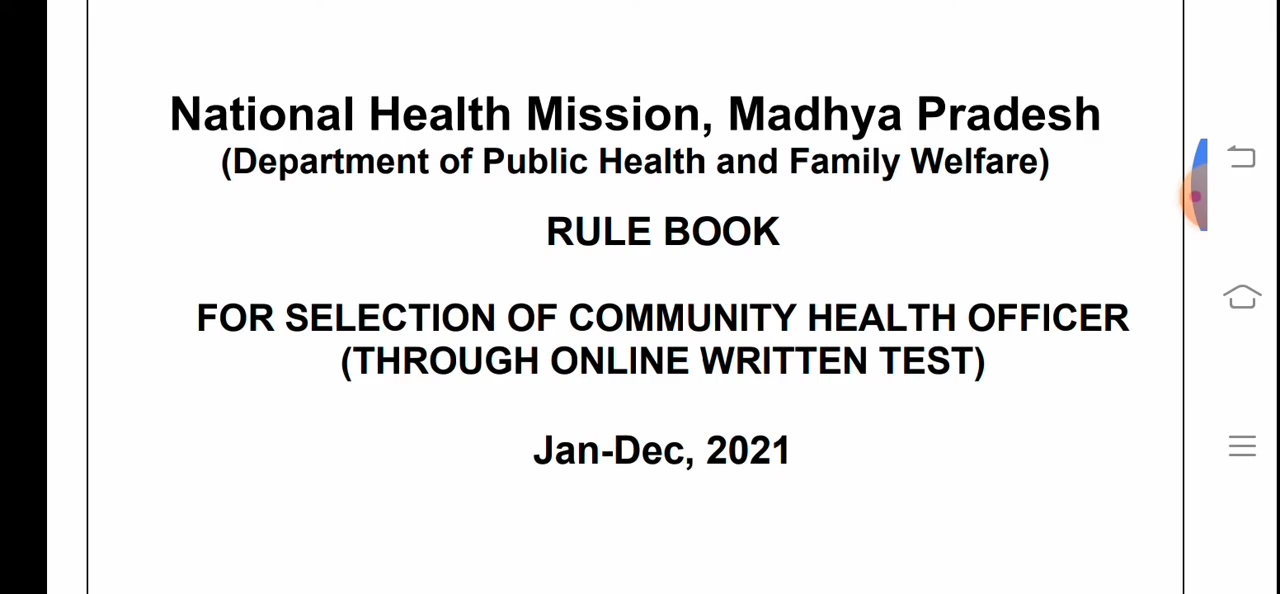 National Health Mission, Madhya Pradesh
(Department of Public Health and Family Welfare)
RULE BOOK
FOR SELECTION OF COMMUNITY HEALTH OFFICER
(THROUGH ONLINE WRITTEN TEST)
Jan-Dec, 2021